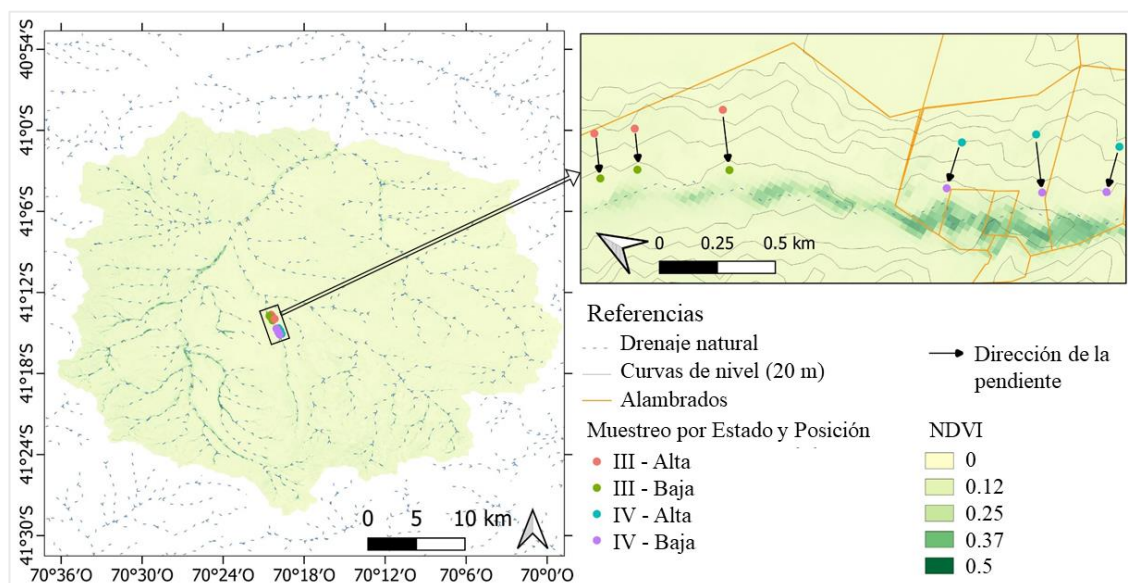 40°54'S
41°0'S
41°6'S
41°12'S
41°18'S
41°24'S
41°30'S
70°36'O 70°30'O 70°24'O 70°18'O 70°12'O 70°6'O 70°0'O
0 5 10 km
0 0.25 0.5 km
Referencias
Drenaje natural
Curvas de nivel (20 m)
Alambrados
Dirección de la
pendiente
Muestreo por Estado y Posición
III - Alta
III - Baja
IV - Alta
IV - Baja
NDVI
0
0.12
0.25
0.37
0.5